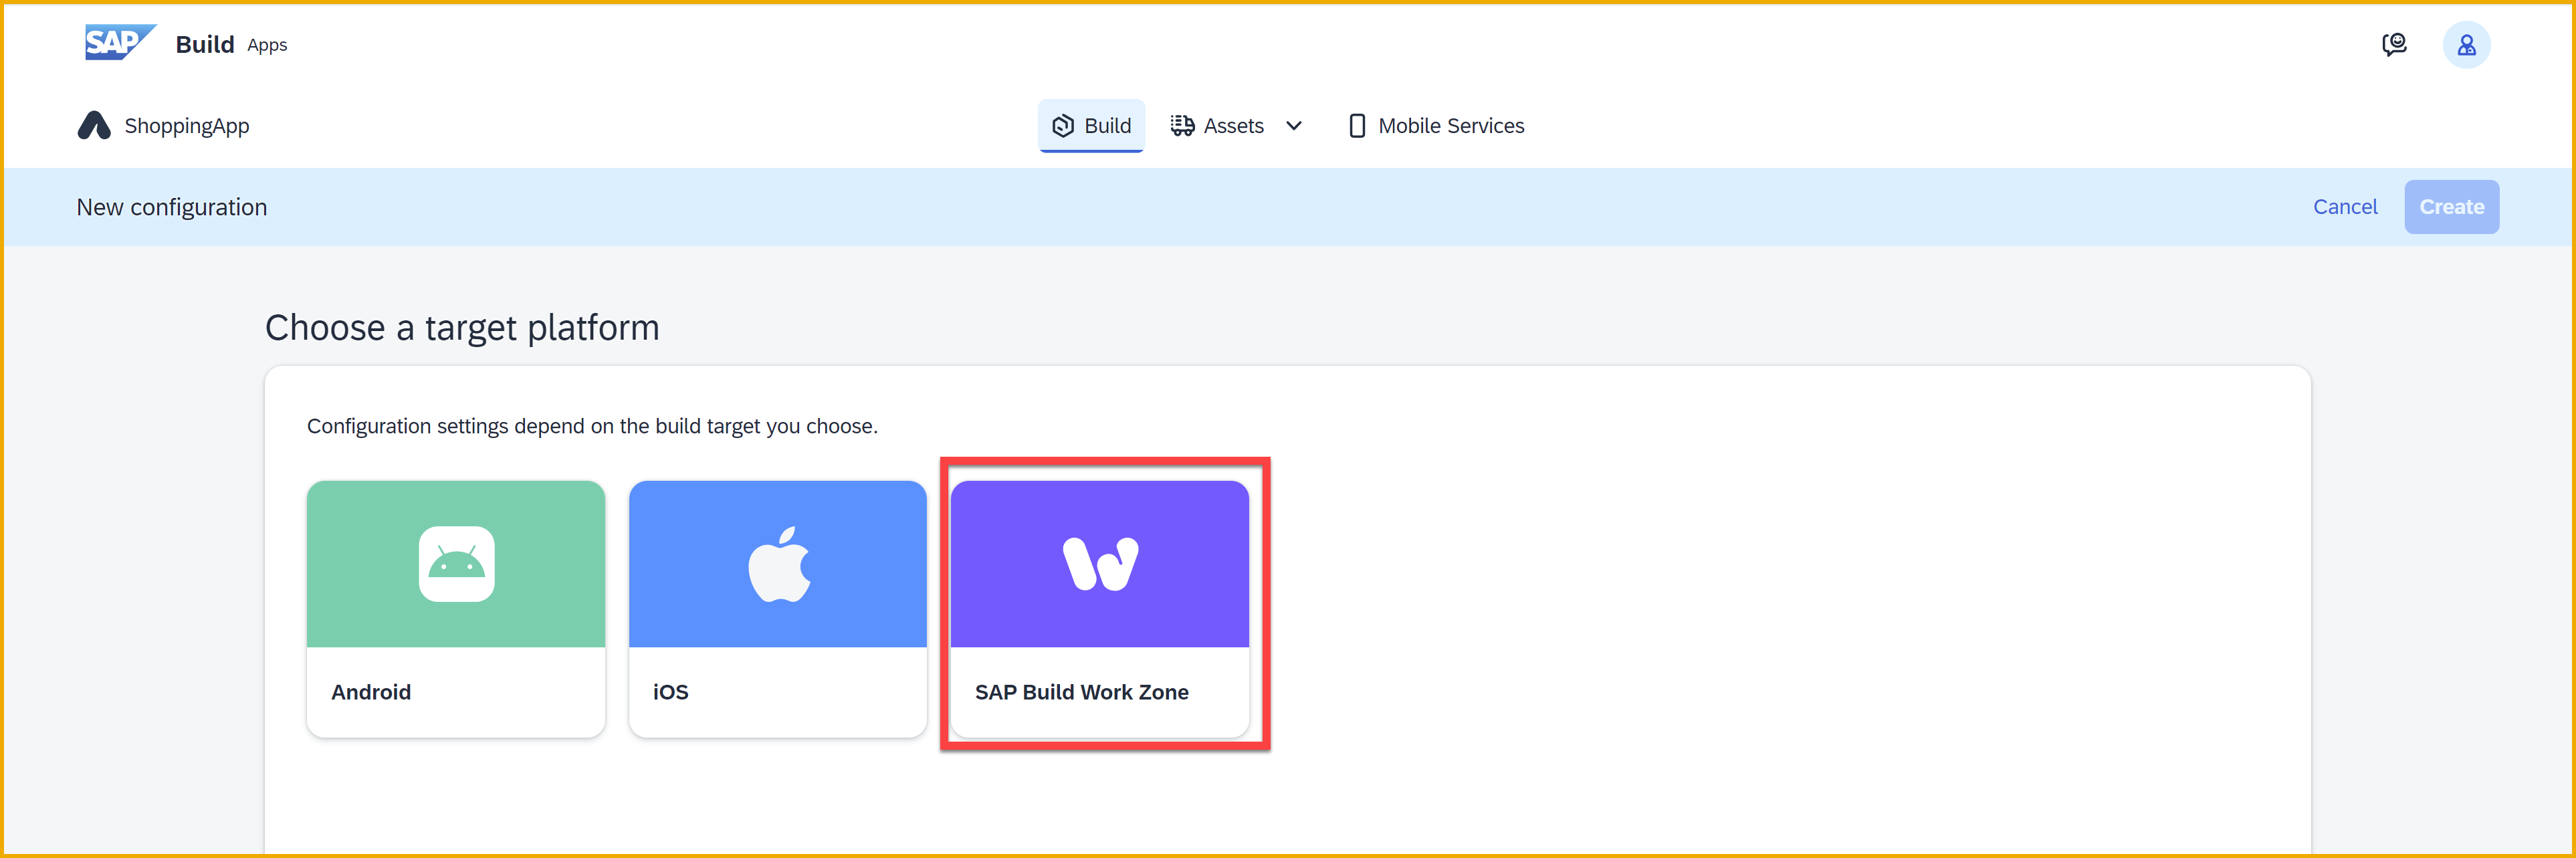 SAP Build Apps
ShoppingApp Build Assets Mobile Services
New configuration Cancel Create
Choose a target platform
Configuration settings depend on the build target you choose.
Android iOS SAP Build Work Zone